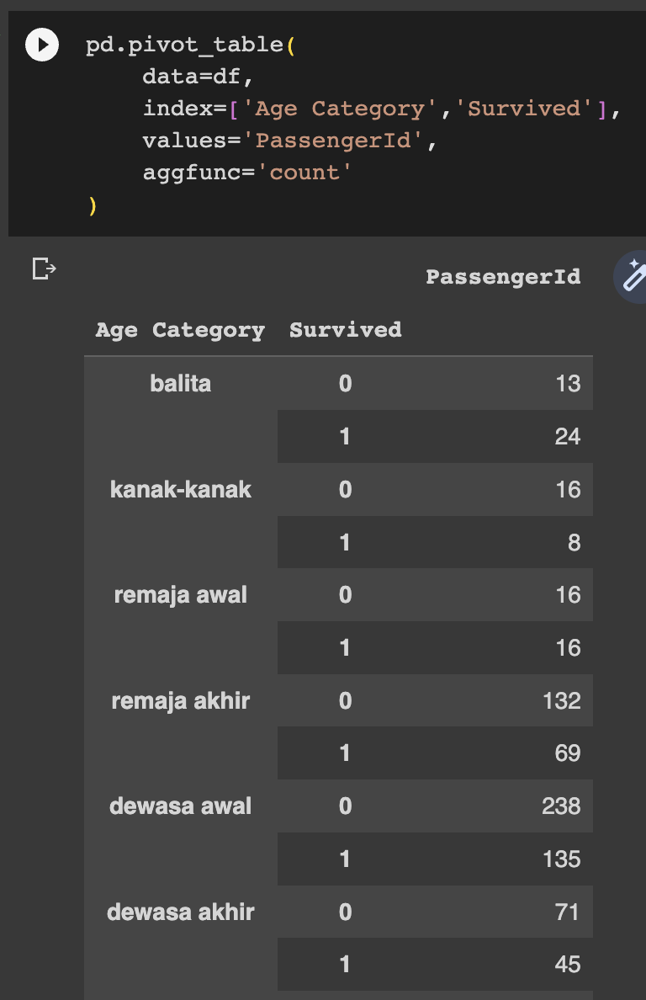 pd.pivot_table(
data=df,
index=['Age Category','Survived'],
values='PassengerId',
aggfunc='count'
)
PassengerId
Age Category Survived
balita 0 13
1 24
kanak-kanak 0 16
1 8
remaja awal 0 16
1 16
remaja akhir 0 132
1 69
dewasa awal 0 238
1 135
dewasa akhir 0 71
1 45